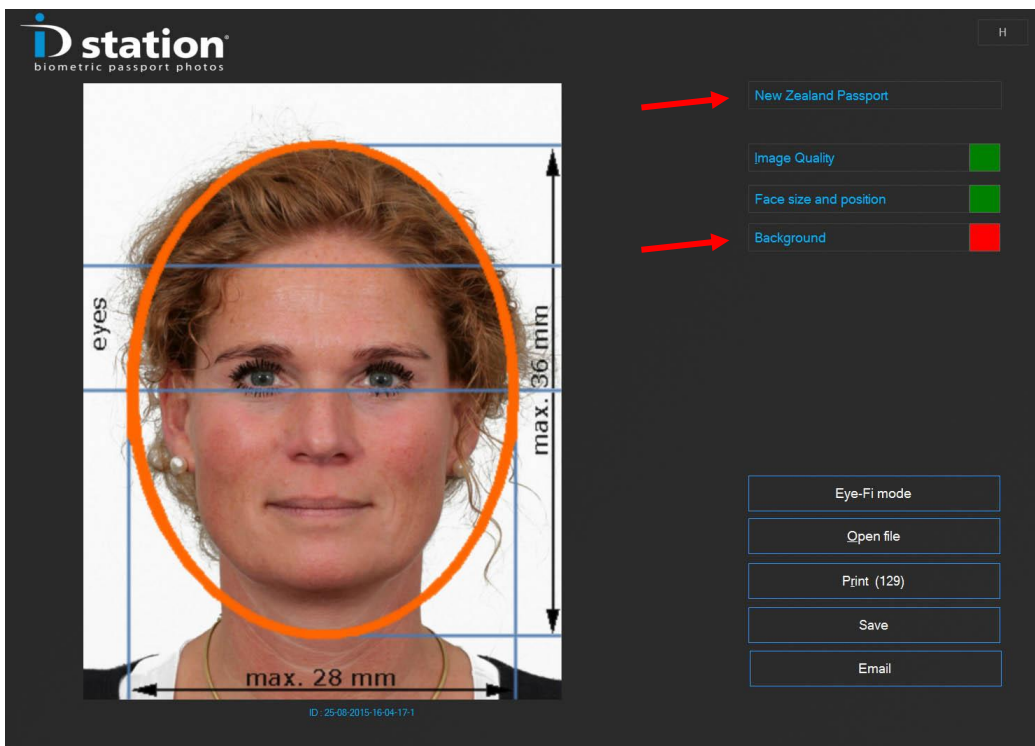 iD station®
biometric passport photos
H
New Zealand Passport
Image Quality
Face size and position
Background
eyes
max. 36 mm
max. 28 mm
Eye-Fi mode
Open file
Print (129)
Save
Email
ID : 25-08-2015-16-04-17-1